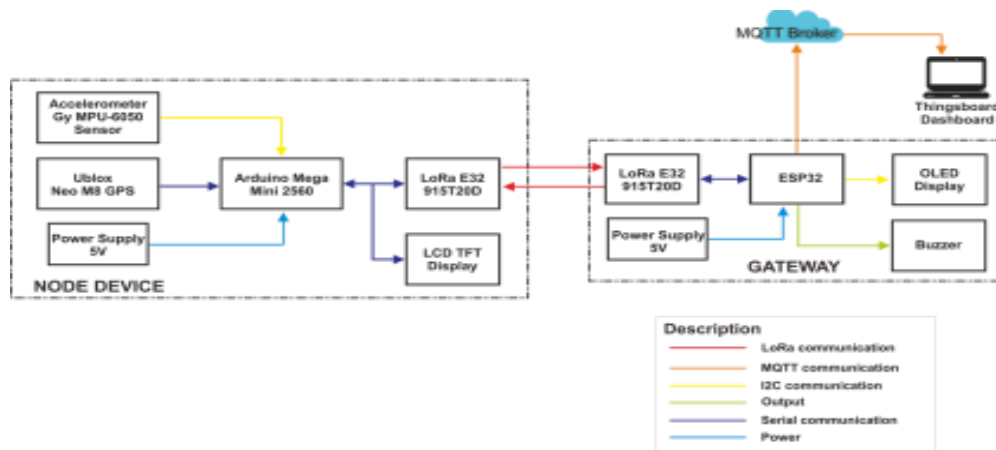 MQTT Broker
Thingsboard
Dashboard
Accelerometer
Gy MPU-6050
Sensor
Ublox
Neo M8 GPS
Power Supply
5V
Arduino Mega
Mini 2560
LoRa E32
915T20D
LCD TFT
Display
NODE DEVICE
LoRa E32
915T20D
Power Supply
5V
ESP32
OLED
Display
Buzzer
GATEWAY
Description
LoRa communication
MQTT communication
I2C communication
Output
Serial communication
Power